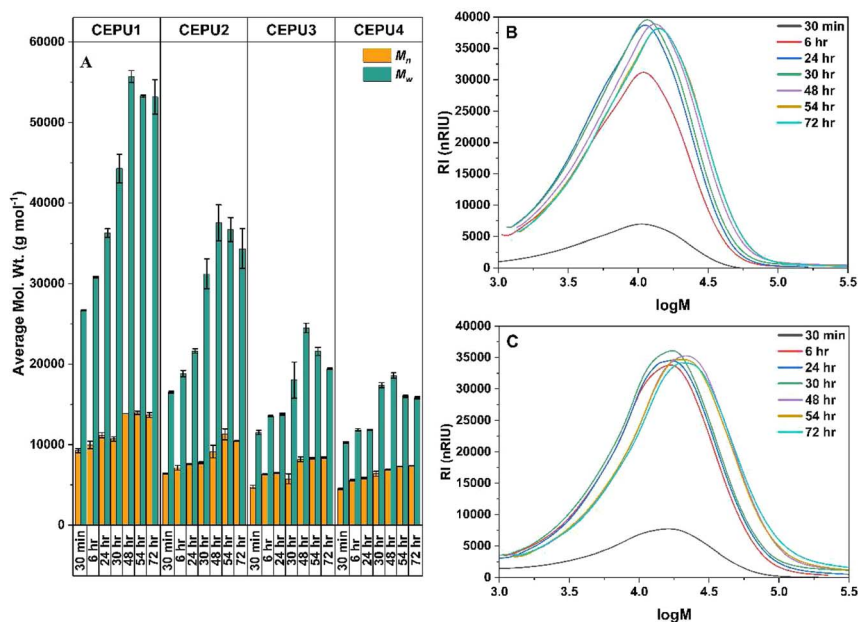 CEPU1 CEPU2 CEPU3 CEPU4
A
Mn
Mw
Average Mol. Wt. (g mol-1)
60000
50000
40000
30000
20000
10000
0
30 min 6 hr 24 hr 30 hr 48 hr 54 hr 72 hr 30 min 6 hr 24 hr 30 hr 48 hr 54 hr 72 hr 30 min 6 hr 24 hr 30 hr 48 hr 54 hr 72 hr 30 min 6 hr 24 hr 30 hr 48 hr 54 hr 72 hr
B
RI (nRIU)
40000
35000
30000
25000
20000
15000
10000
5000
0
30 min
6 hr
24 hr
30 hr
48 hr
54 hr
72 hr
3.0 3.5 4.0 4.5 5.0 5.5
logM
C
RI (nRIU)
40000
35000
30000
25000
20000
15000
10000
5000
0
30 min
6 hr
24 hr
30 hr
48 hr
54 hr
72 hr
3.0 3.5 4.0 4.5 5.0 5.5
logM